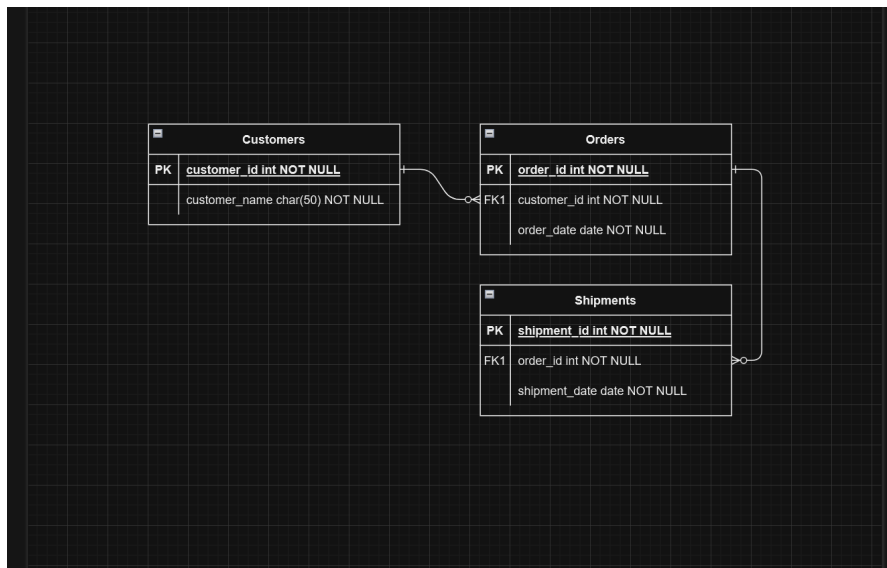 Customers
PK customer_id int NOT NULL
customer_name char(50) NOT NULL
Orders
PK order_id int NOT NULL
FK1 customer_id int NOT NULL
order_date date NOT NULL
Shipments
PK shipment_id int NOT NULL
FK1 order_id int NOT NULL
shipment_date date NOT NULL